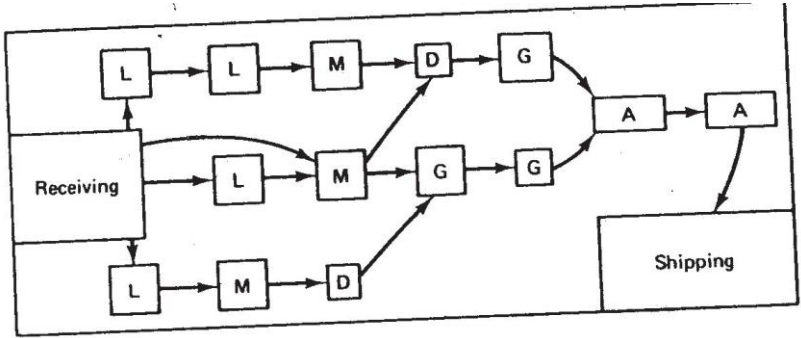 L L M D G
A A
Receiving
L M G G
L M D
Shipping